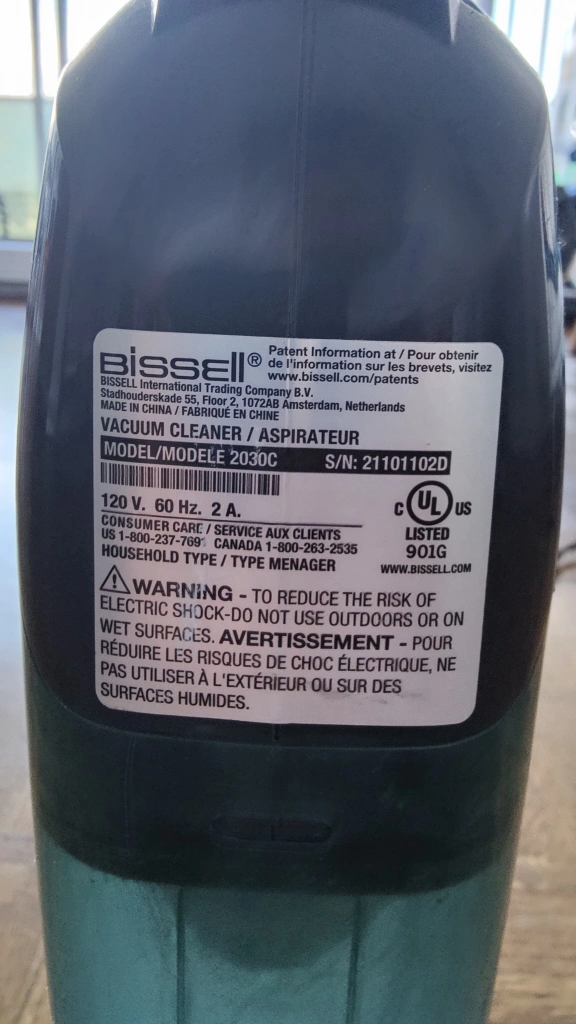 BISSELL®
Patent Information at / Pour obtenir
de l'information sur les brevets, visitez
www.bissell.com/patents
BISSELL International Trading Company B.V.
Stadhouderskade 55, Floor 2, 1072AB Amsterdam, Netherlands
MADE IN CHINA / FABRIQUÉ EN CHINE
VACUUM CLEANER / ASPIRATEUR
MODEL/MODELE 2030C S/N: 21101102D
120 V. 60 Hz. 2 A.
CONSUMER CARE / SERVICE AUX CLIENTS
US 1-800-237-7691 CANADA 1-800-263-2535
HOUSEHOLD TYPE / TYPE MENAGER
C UL US
LISTED
901G
WWW.BISSELL.COM
WARNING - TO REDUCE THE RISK OF
ELECTRIC SHOCK-DO NOT USE OUTDOORS OR ON
WET SURFACES. AVERTISSEMENT - POUR
RÉDUIRE LES RISQUES DE CHOC ÉLECTRIQUE, NE
PAS UTILISER À L'EXTÉRIEUR OU SUR DES
SURFACES HUMIDES.